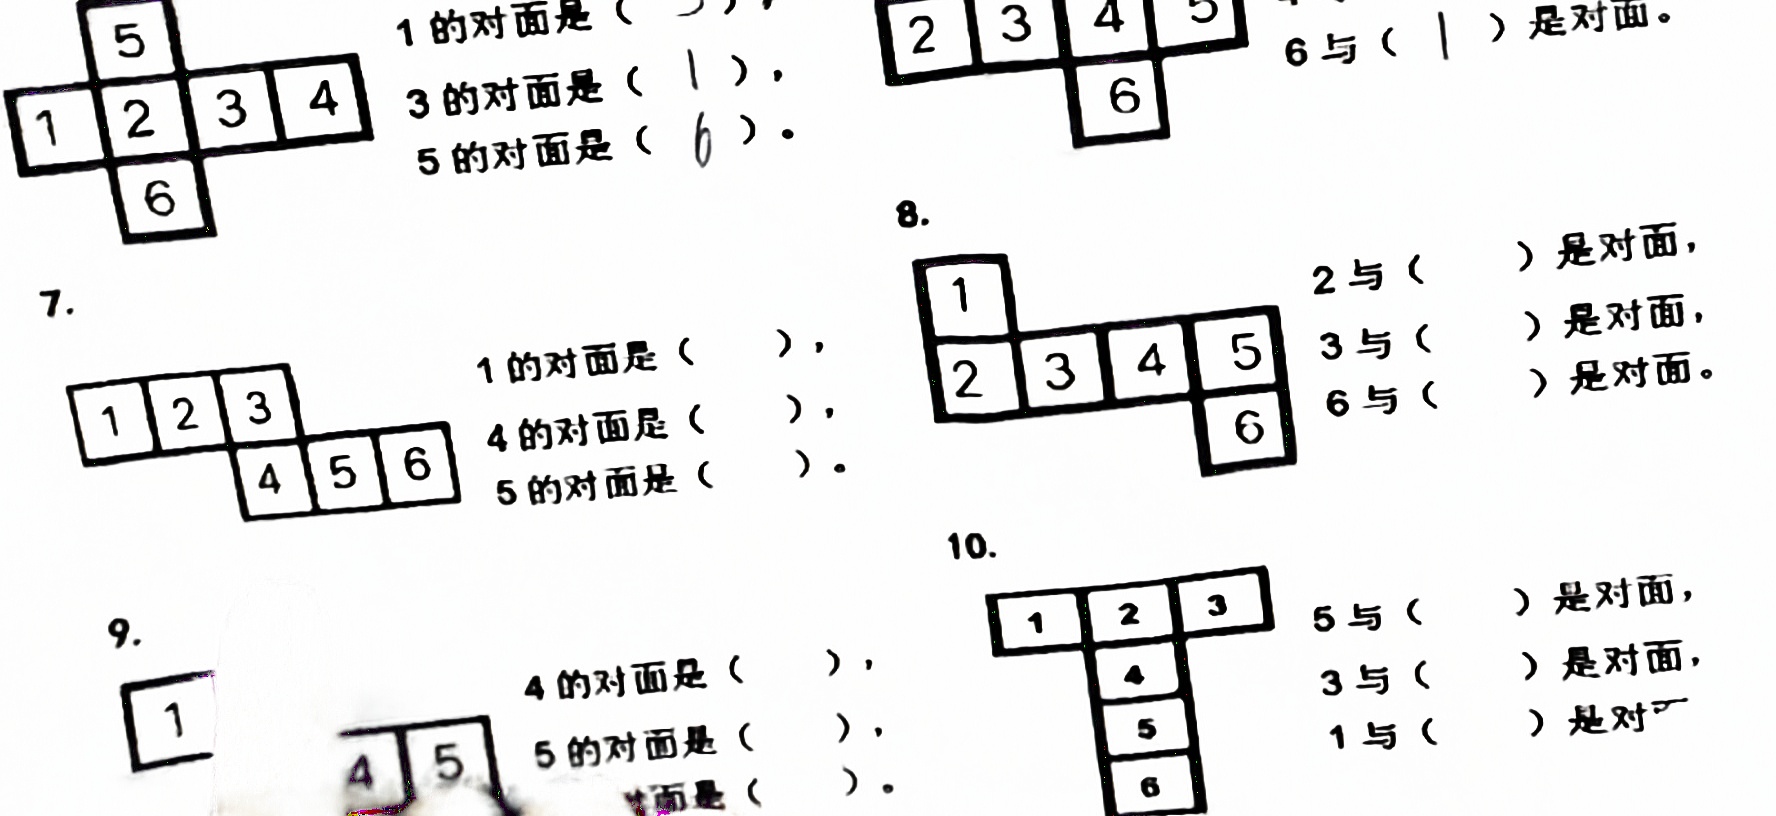 5
1 2 3 4
6
1的对面是（
3的对面是（ 1 ），
5的对面是（ 6 ）。
2 3 4 5
6
6与（ 1 ）是对面。
7.
1 2 3
4 5 6
1的对面是（ ），
4的对面是（ ），
5的对面是（ ）。
8.
1
2 3 4 5
6
2与（ ）是对面，
3与（ ）是对面，
6与（ ）是对面。
9.
1
4 5
4的对面是（ ），
5的对面是（ ），
对面是（ ）。
10.
1 2 3
4
5
6
5与（ ）是对面，
3与（ ）是对面，
1与（ ）是对